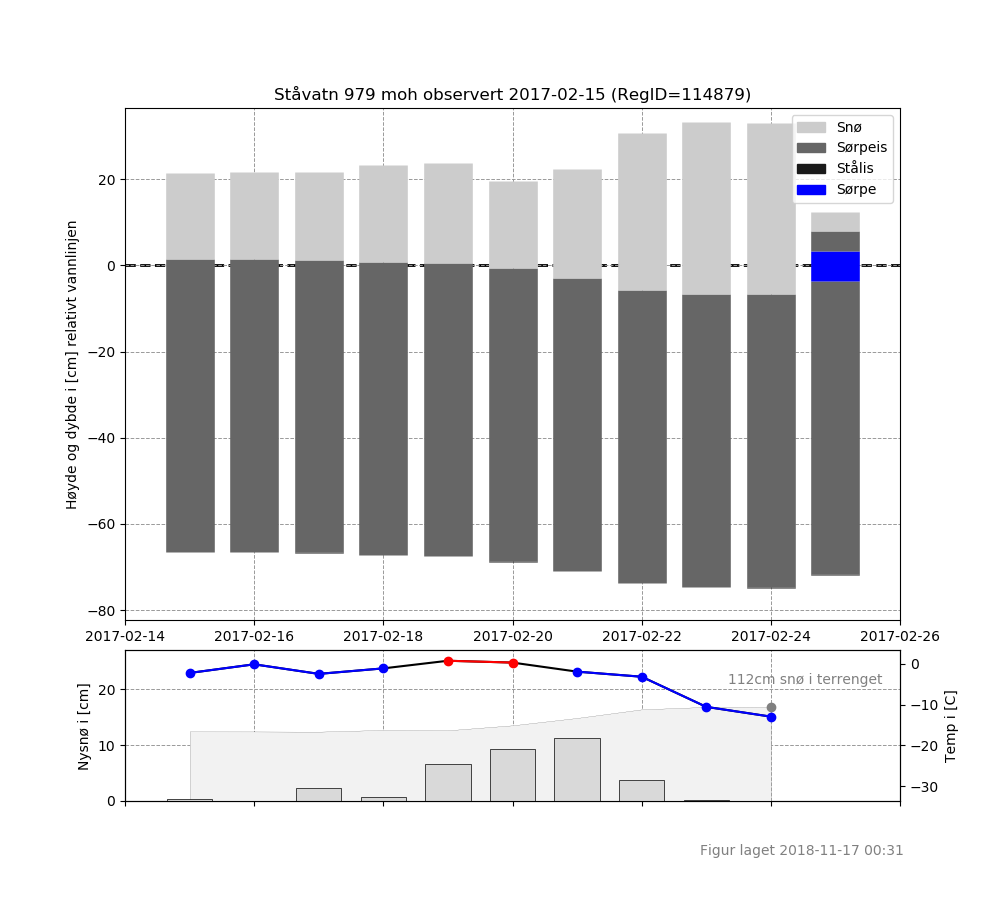 Ståvatn 979 moh observert 2017-02-15 (RegID=114879)
Snø
Sørpeis
Stålis
Sørpe
Høyde og dybde i [cm] relativt vannlinjen
20
0
−20
−40
−60
−80
2017-02-14 2017-02-16 2017-02-18 2017-02-20 2017-02-22 2017-02-24 2017-02-26
Nysnø i [cm]
20
10
0
112cm snø i terrenget
0
−10
−20
−30
Temp i [C]
Figur laget 2018-11-17 00:31